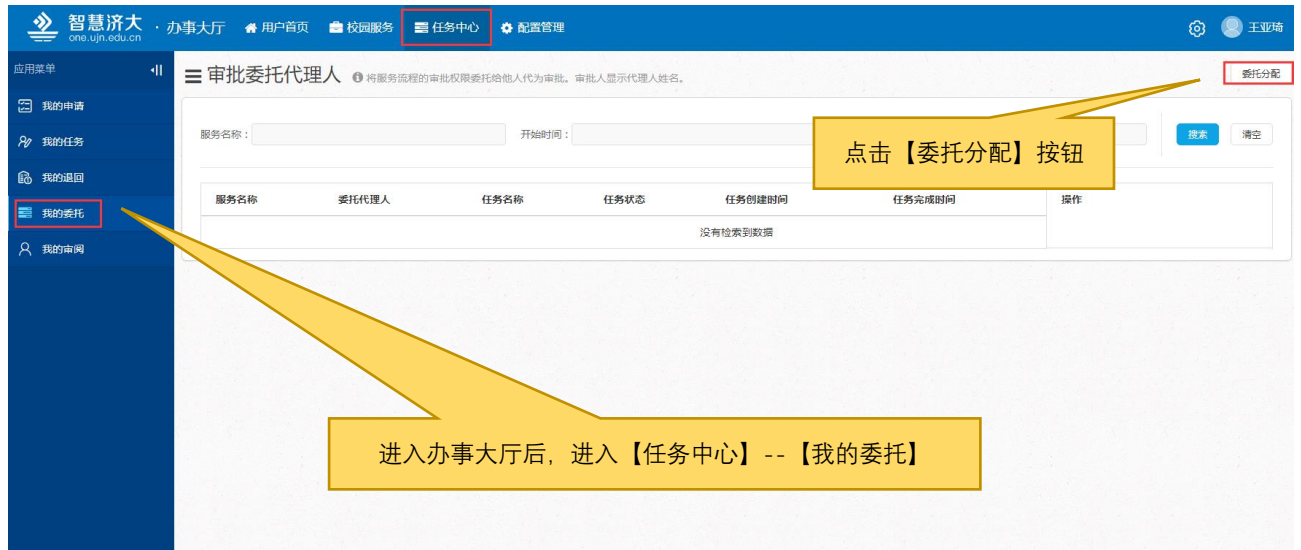 智慧济大 · 办事大厅
one.ujn.edu.cn
用户首页
校园服务
任务中心
配置管理
王亚琦
应用菜单
我的申请
我的任务
我的退回
我的委托
我的审阅
审批委托代理人
将服务流程的审批权限委托给他人代为审批。审批人显示代理人姓名。
委托分配
服务名称：
开始时间：
搜索
清空
点击【委托分配】按钮
服务名称 委托代理人 任务名称 任务状态 任务创建时间 任务完成时间 操作
没有检索到数据
进入办事大厅后，进入【任务中心】--【我的委托】